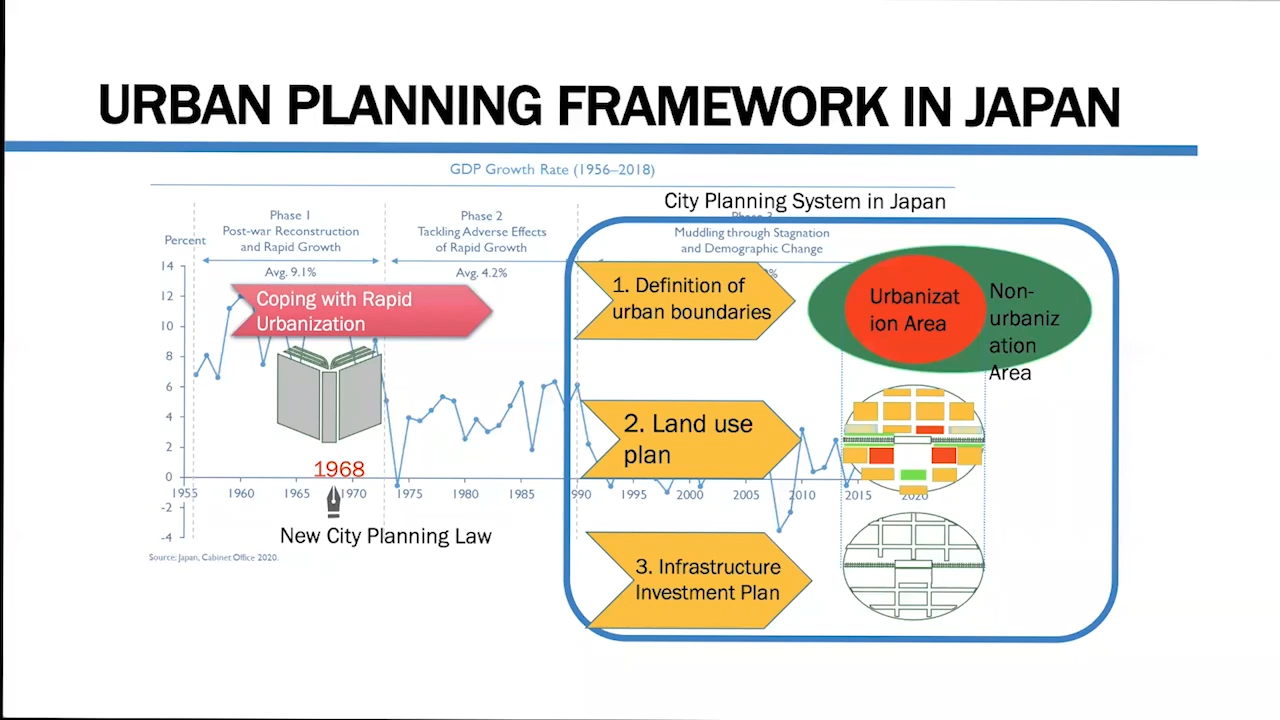 URBAN PLANNING FRAMEWORK IN JAPAN
GDP Growth Rate (1956–2018)
City Planning System in Japan
Phase 1
Post-war Reconstruction
and Rapid Growth
Avg. 9.1%
Phase 2
Tackling Adverse Effects
of Rapid Growth
Avg. 4.2%
Phase 3
Muddling through Stagnation
and Demographic Change
Percent
14
12
10
8
6
4
2
0
-2
-4
1955 1960 1965 1970 1975 1980 1985 990 1995 2000 2005 2010 2015 2020
Coping with Rapid
Urbanization
1968
New City Planning Law
Source: Japan, Cabinet Office 2020.
1. Definition of
urban boundaries
Urbanizat
ion Area
Non-
urbaniz
ation
Area
2. Land use
plan
3. Infrastructure
Investment Plan